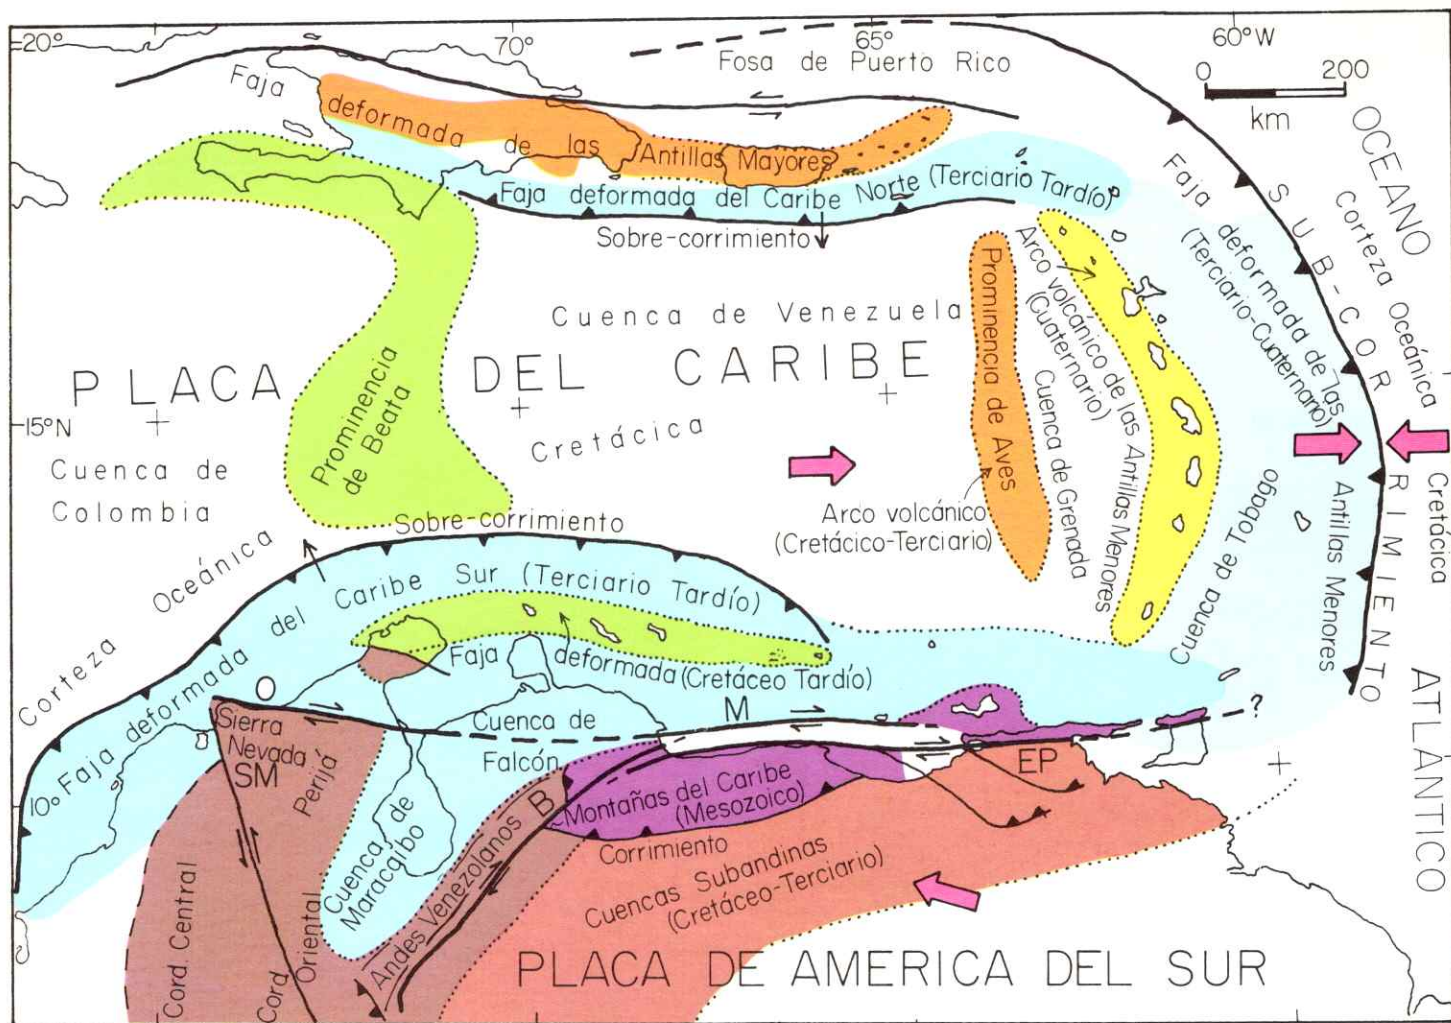 20°
70°
65°
60°W
Fosa de Puerto Rico
0 200
km
Faja
deformada de las Antillas Mayores
Faja deformada del Caribe Norte (Terciario Tardío)
Sobre-corrimiento
OCEANO
Corteza Oceánica
Cretácica
SUB-CORRIMIENTO
Faja deformada de las
(Terciario-Cuaternario)
Antillas Menores
Arco volcánico de las Antillas Menores
(Cuaternario)
Prominencia de Aves
Cuenca de Grenada
Cuenca de Venezuela
PLACA DEL CARIBE
Prominencia
de Beata
15°N
Cretácica
Cuenca de
Colombia
Arco volcánico
(Cretácico-Terciario)
Cuenca de Tobago
Sobre-corrimiento
Corteza Oceánica
Faja deformada del Caribe Sur (Terciario Tardío)
Faja deformada (Cretáceo Tardío)
10°
Sierra
Nevada
SM
Perijá
Cuenca de
Falcón
M
?
EP
ATLÁNTICO
B
Montañas del Caribe
(Mesozoico)
Corrimiento
Cuenca de
Maracaibo
Andes Venezolanos
Cuencas Subandinas
(Cretáceo-Terciario)
Cord Central
Cord Oriental
PLACA DE AMERICA DEL SUR